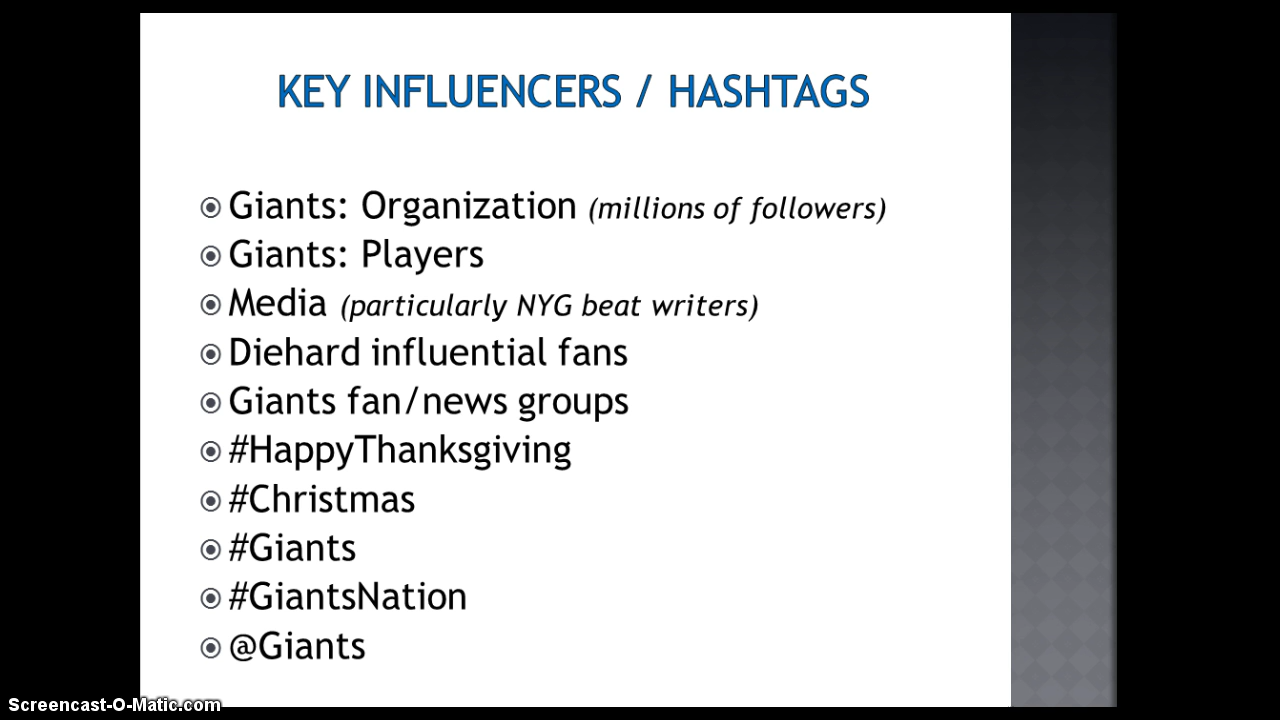 KEY INFLUENCERS / HASHTAGS
Giants: Organization (millions of followers)
Giants: Players
Media (particularly NYG beat writers)
Diehard influential fans
Giants fan/news groups
#HappyThanksgiving
#Christmas
#Giants
#GiantsNation
@Giants
Screencast-O-Matic.com